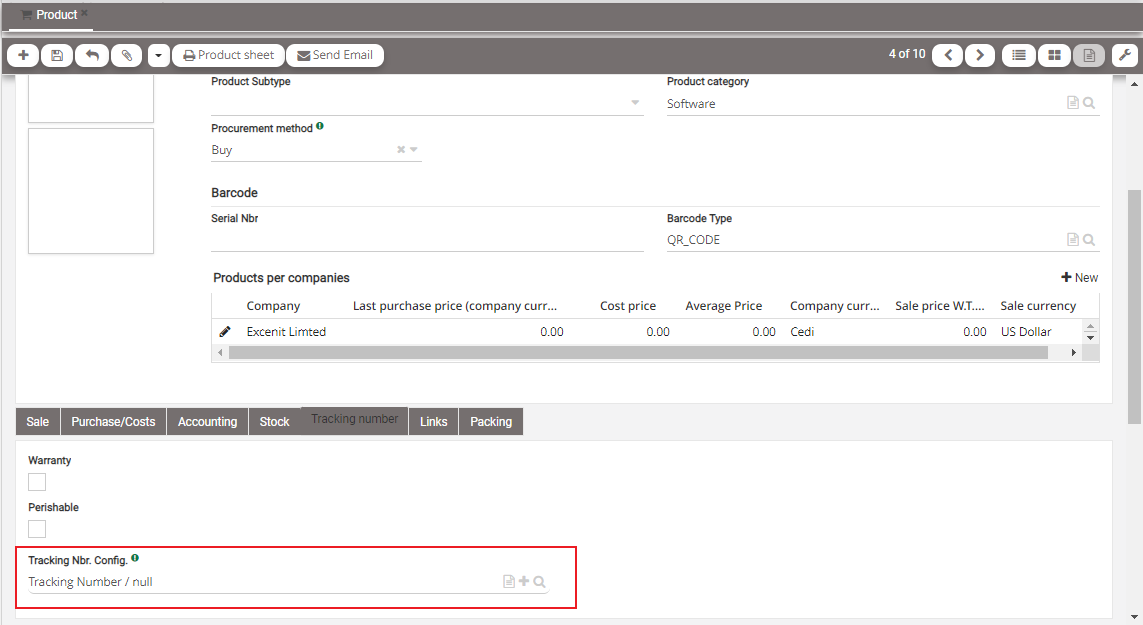 Product
Product sheet
Send Email
4 of 10
Product Subtype
Product category
Software
Procurement method
Buy
Barcode
Serial Nbr
Barcode Type
QR_CODE
Products per companies
New
Company Last purchase price (company curr... Cost price Average Price Company curr... Sale price W.T.... Sale currency
Excenit Limted 0.00 0.00 0.00 Cedi 0.00 US Dollar
Sale Purchase/Costs Accounting Stock Tracking number Links Packing
Warranty
Perishable
Tracking Nbr. Config.
Tracking Number / null